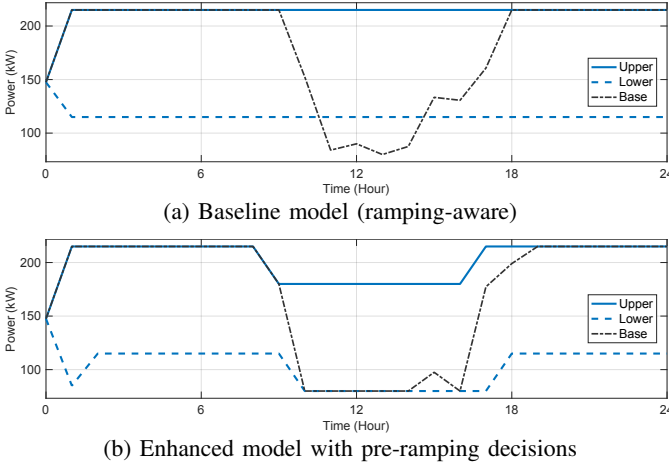 200
150
100
Power (kW)
Upper
Lower
Base
0
6
12
18
24
Time (Hour)
(a) Baseline model (ramping-aware)
200
150
100
Power (kW)
Upper
Lower
Base
0
6
12
18
24
Time (Hour)
(b) Enhanced model with pre-ramping decisions